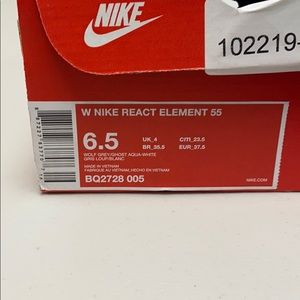 NIKE
102219-
W NIKE REACT ELEMENT 55
6.5
UK_4
BR_35.5
CITI_23.5
EUR_37.5
WOLF GREY/GHOST AQUA-WHITE
GRIS LOUP/BLANC
MADE IN VIETNAM
FABRIQUÉ AU VIETNAM, HECHO EN VIETNAM
BQ2728 005
NIKE.COM